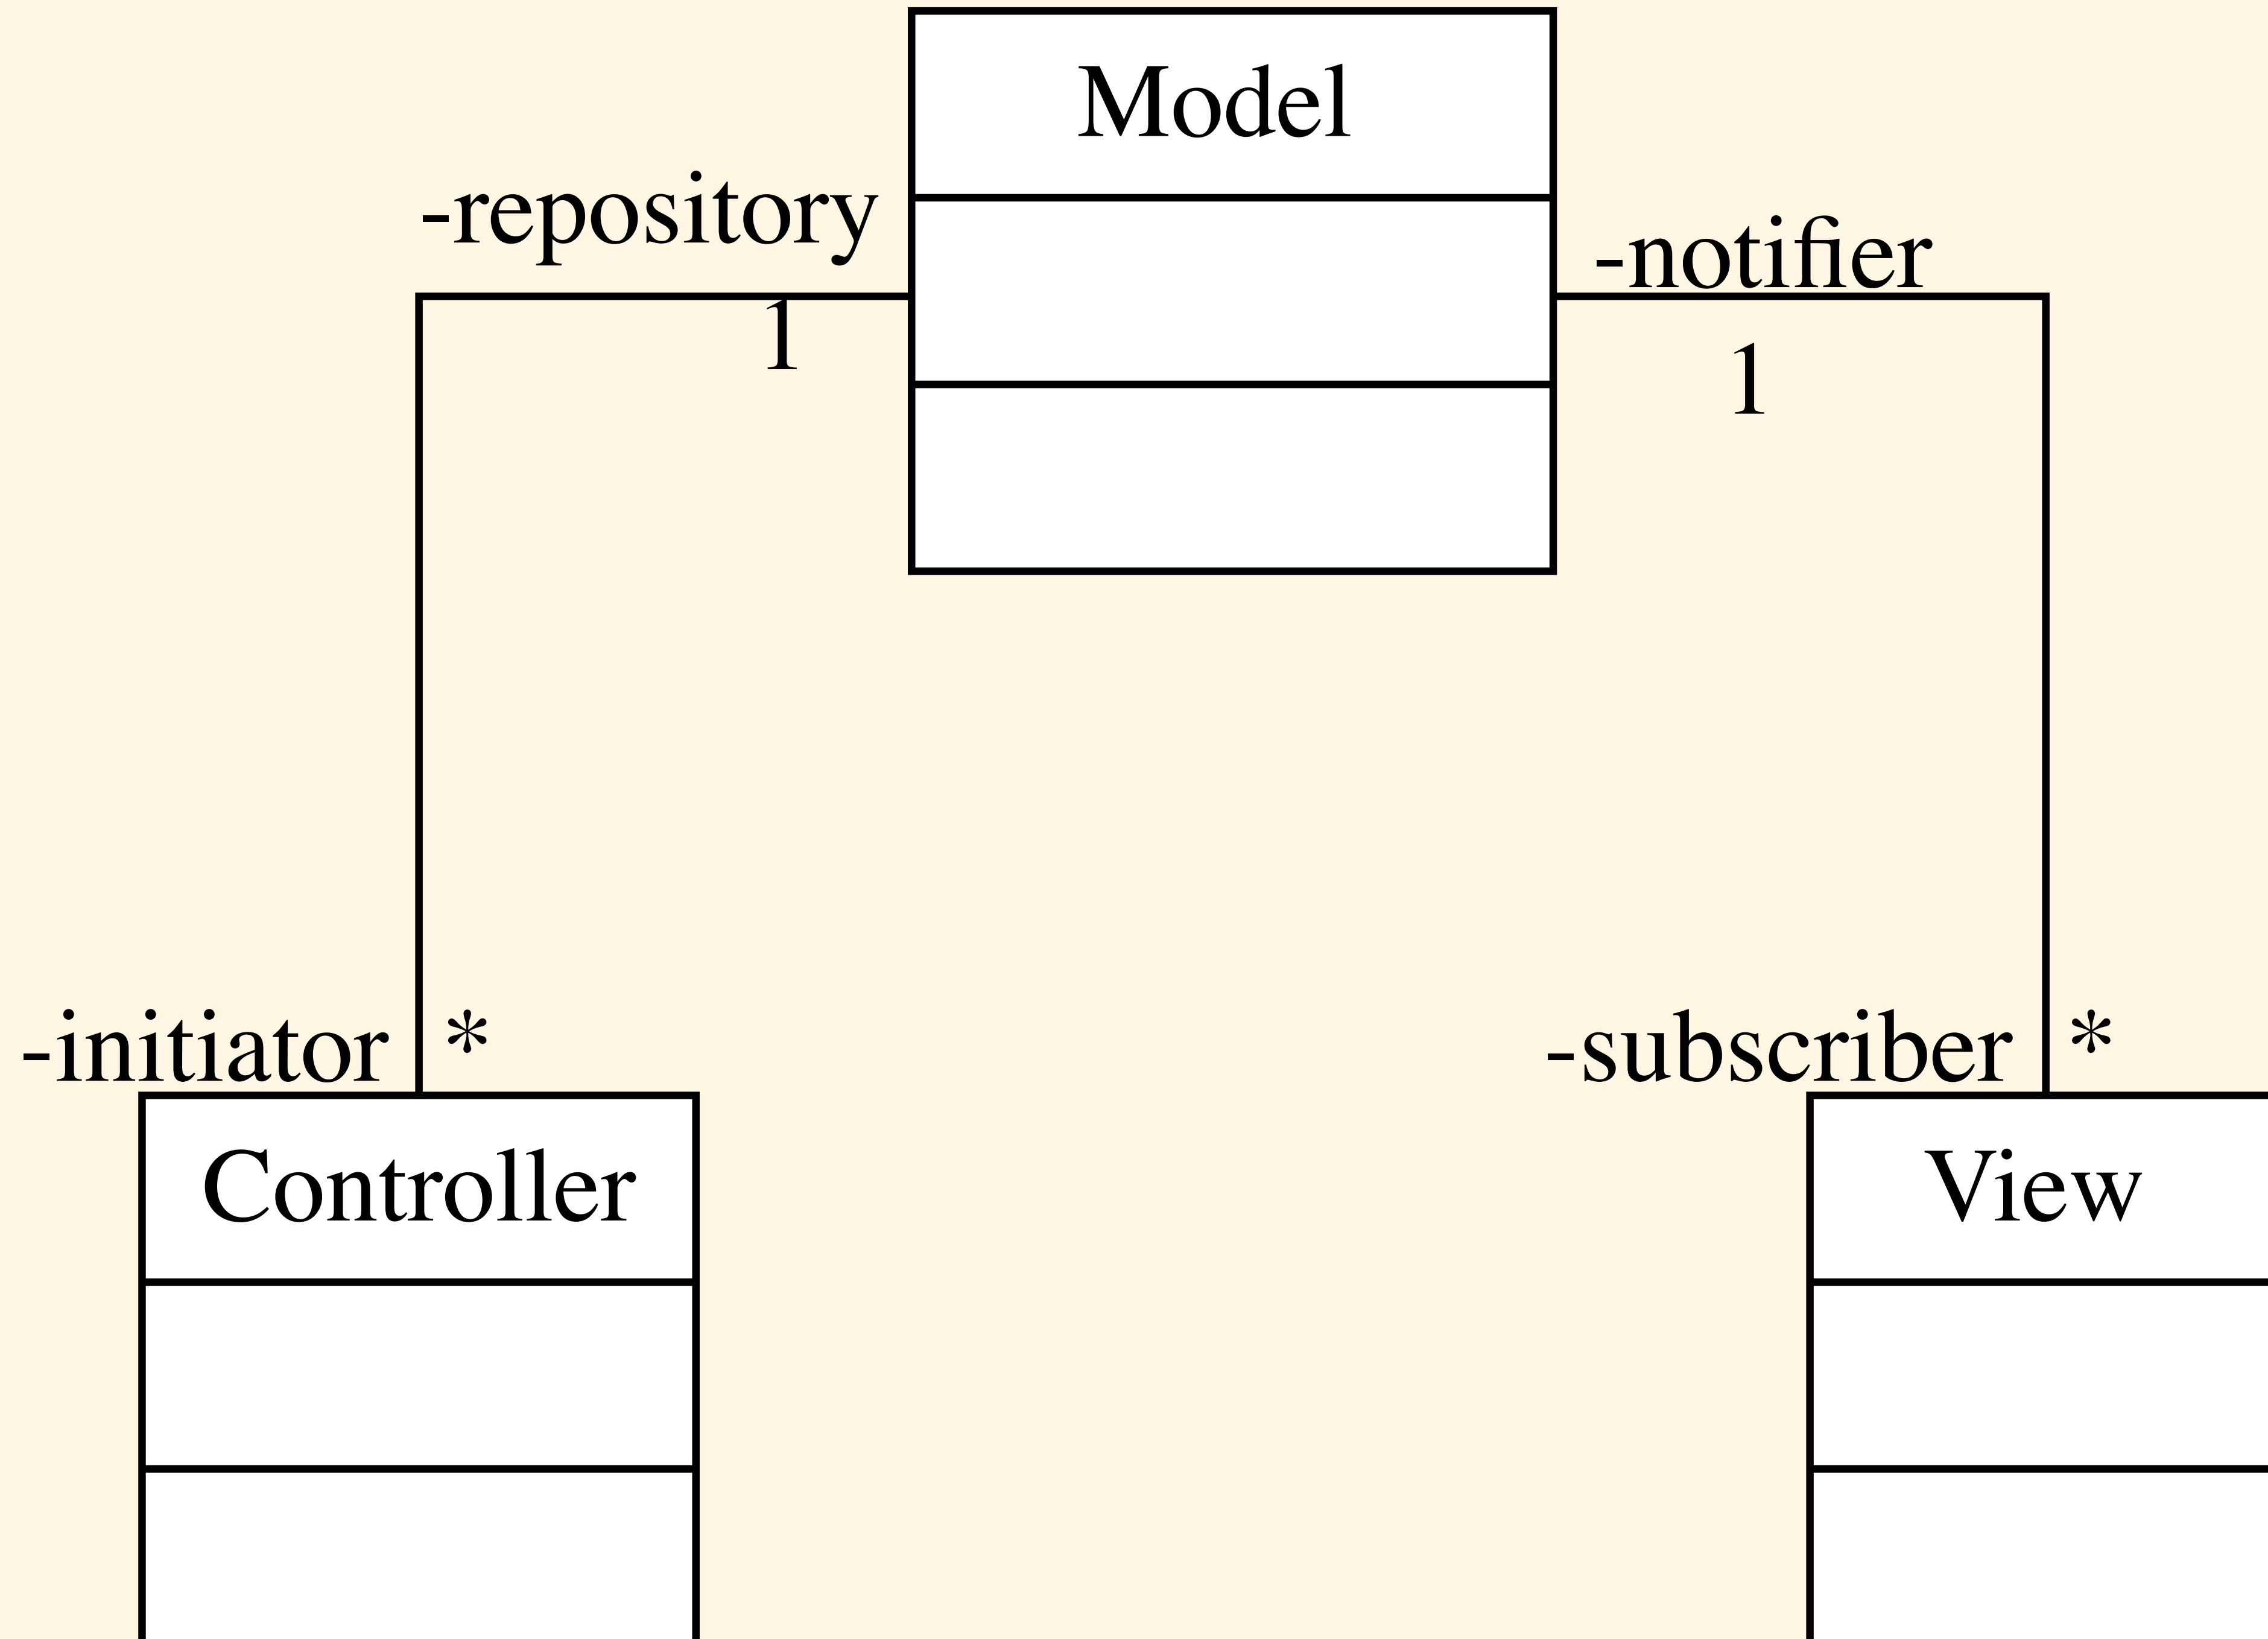 Model
-repository
-notifier
1
1
-initiator *
-subscriber *
Controller
View